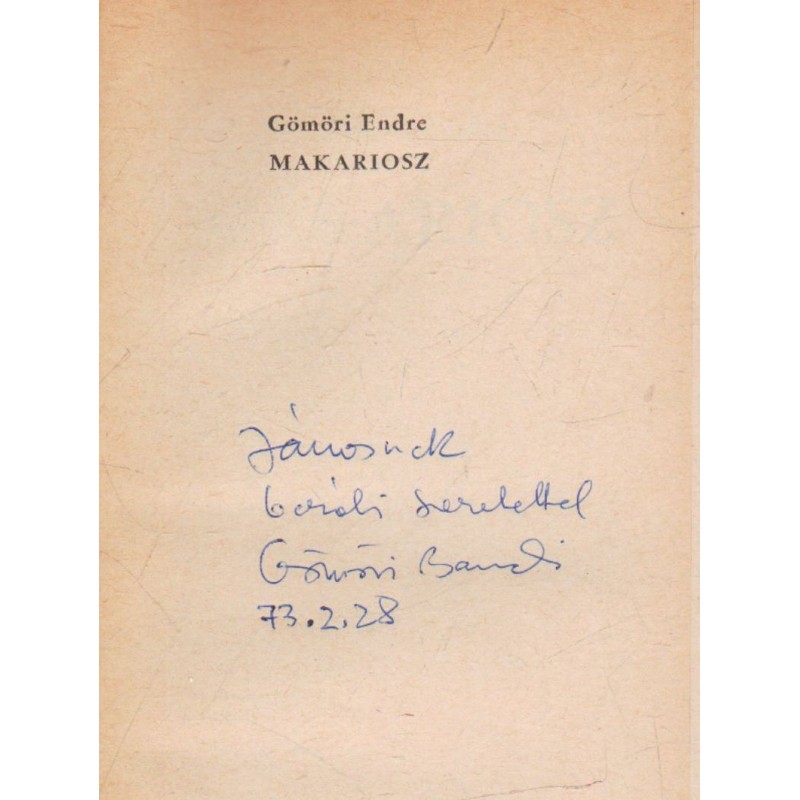 Gömöri Endre
MAKARIOSZ
Jánosnak
baráti szeretettel
Gömöri Bandi
73.2.28